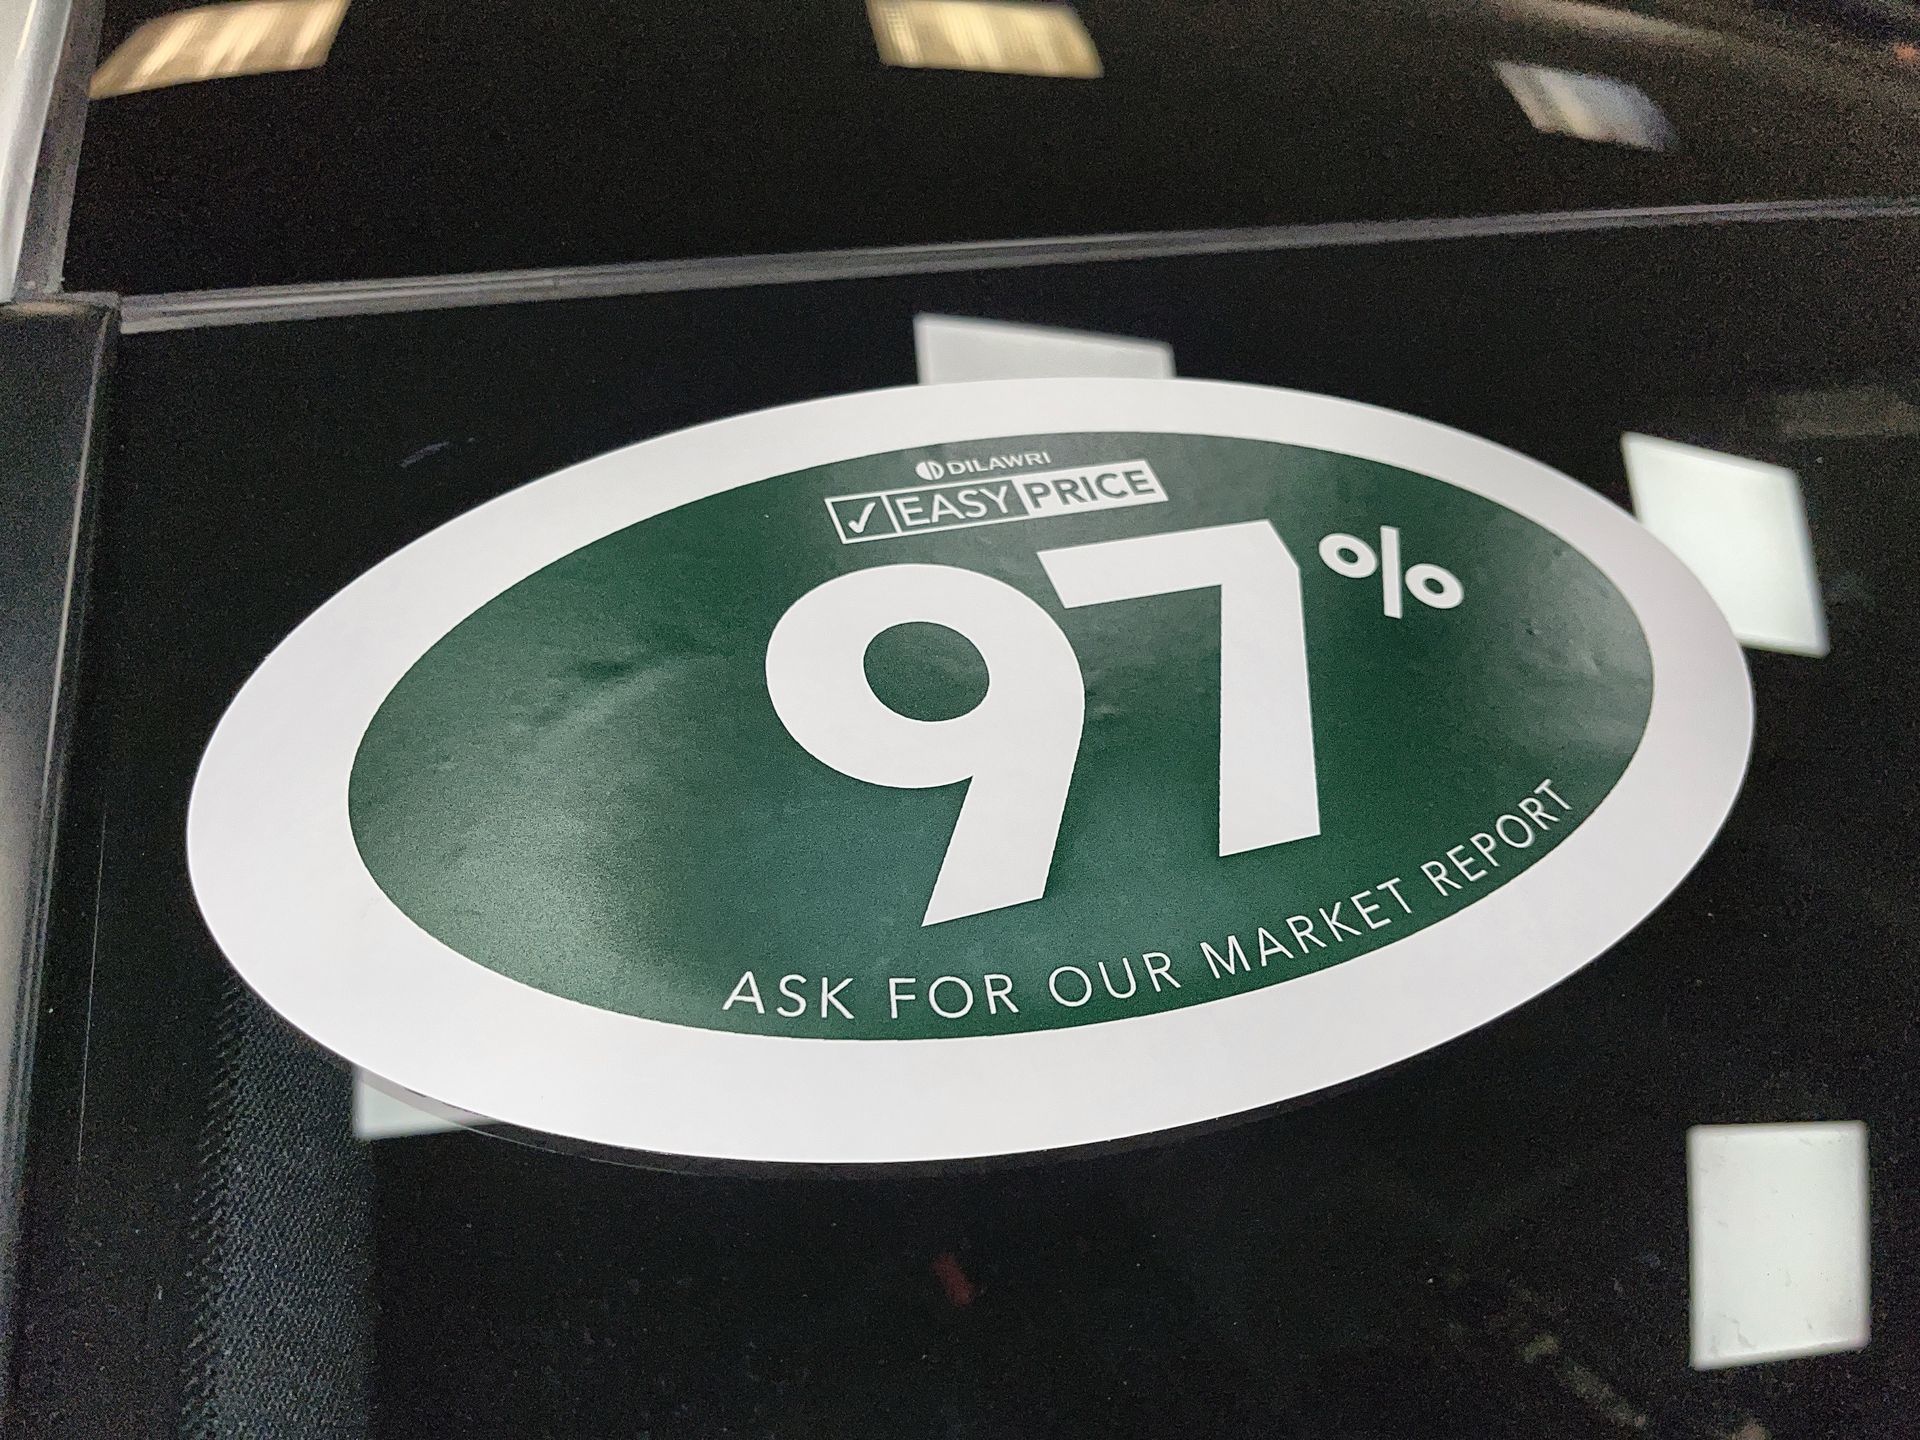 DILAWRI
✓ EASY PRICE
97%
ASK FOR OUR MARKET REPORT